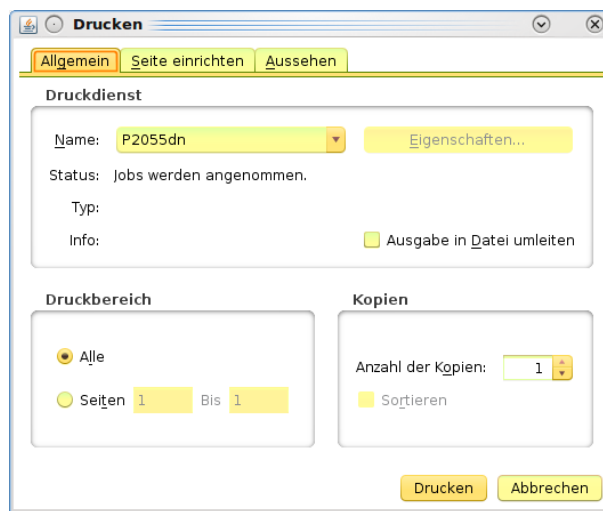 Drucken
Allgemein Seite einrichten Aussehen
Druckdienst
Name: P2055dn Eigenschaften...
Status: Jobs werden angenommen.
Typ:
Info: Ausgabe in Datei umleiten
Druckbereich Kopien
Alle
Anzahl der Kopien: 1
Seiten 1 Bis 1 Sortieren
Drucken Abbrechen